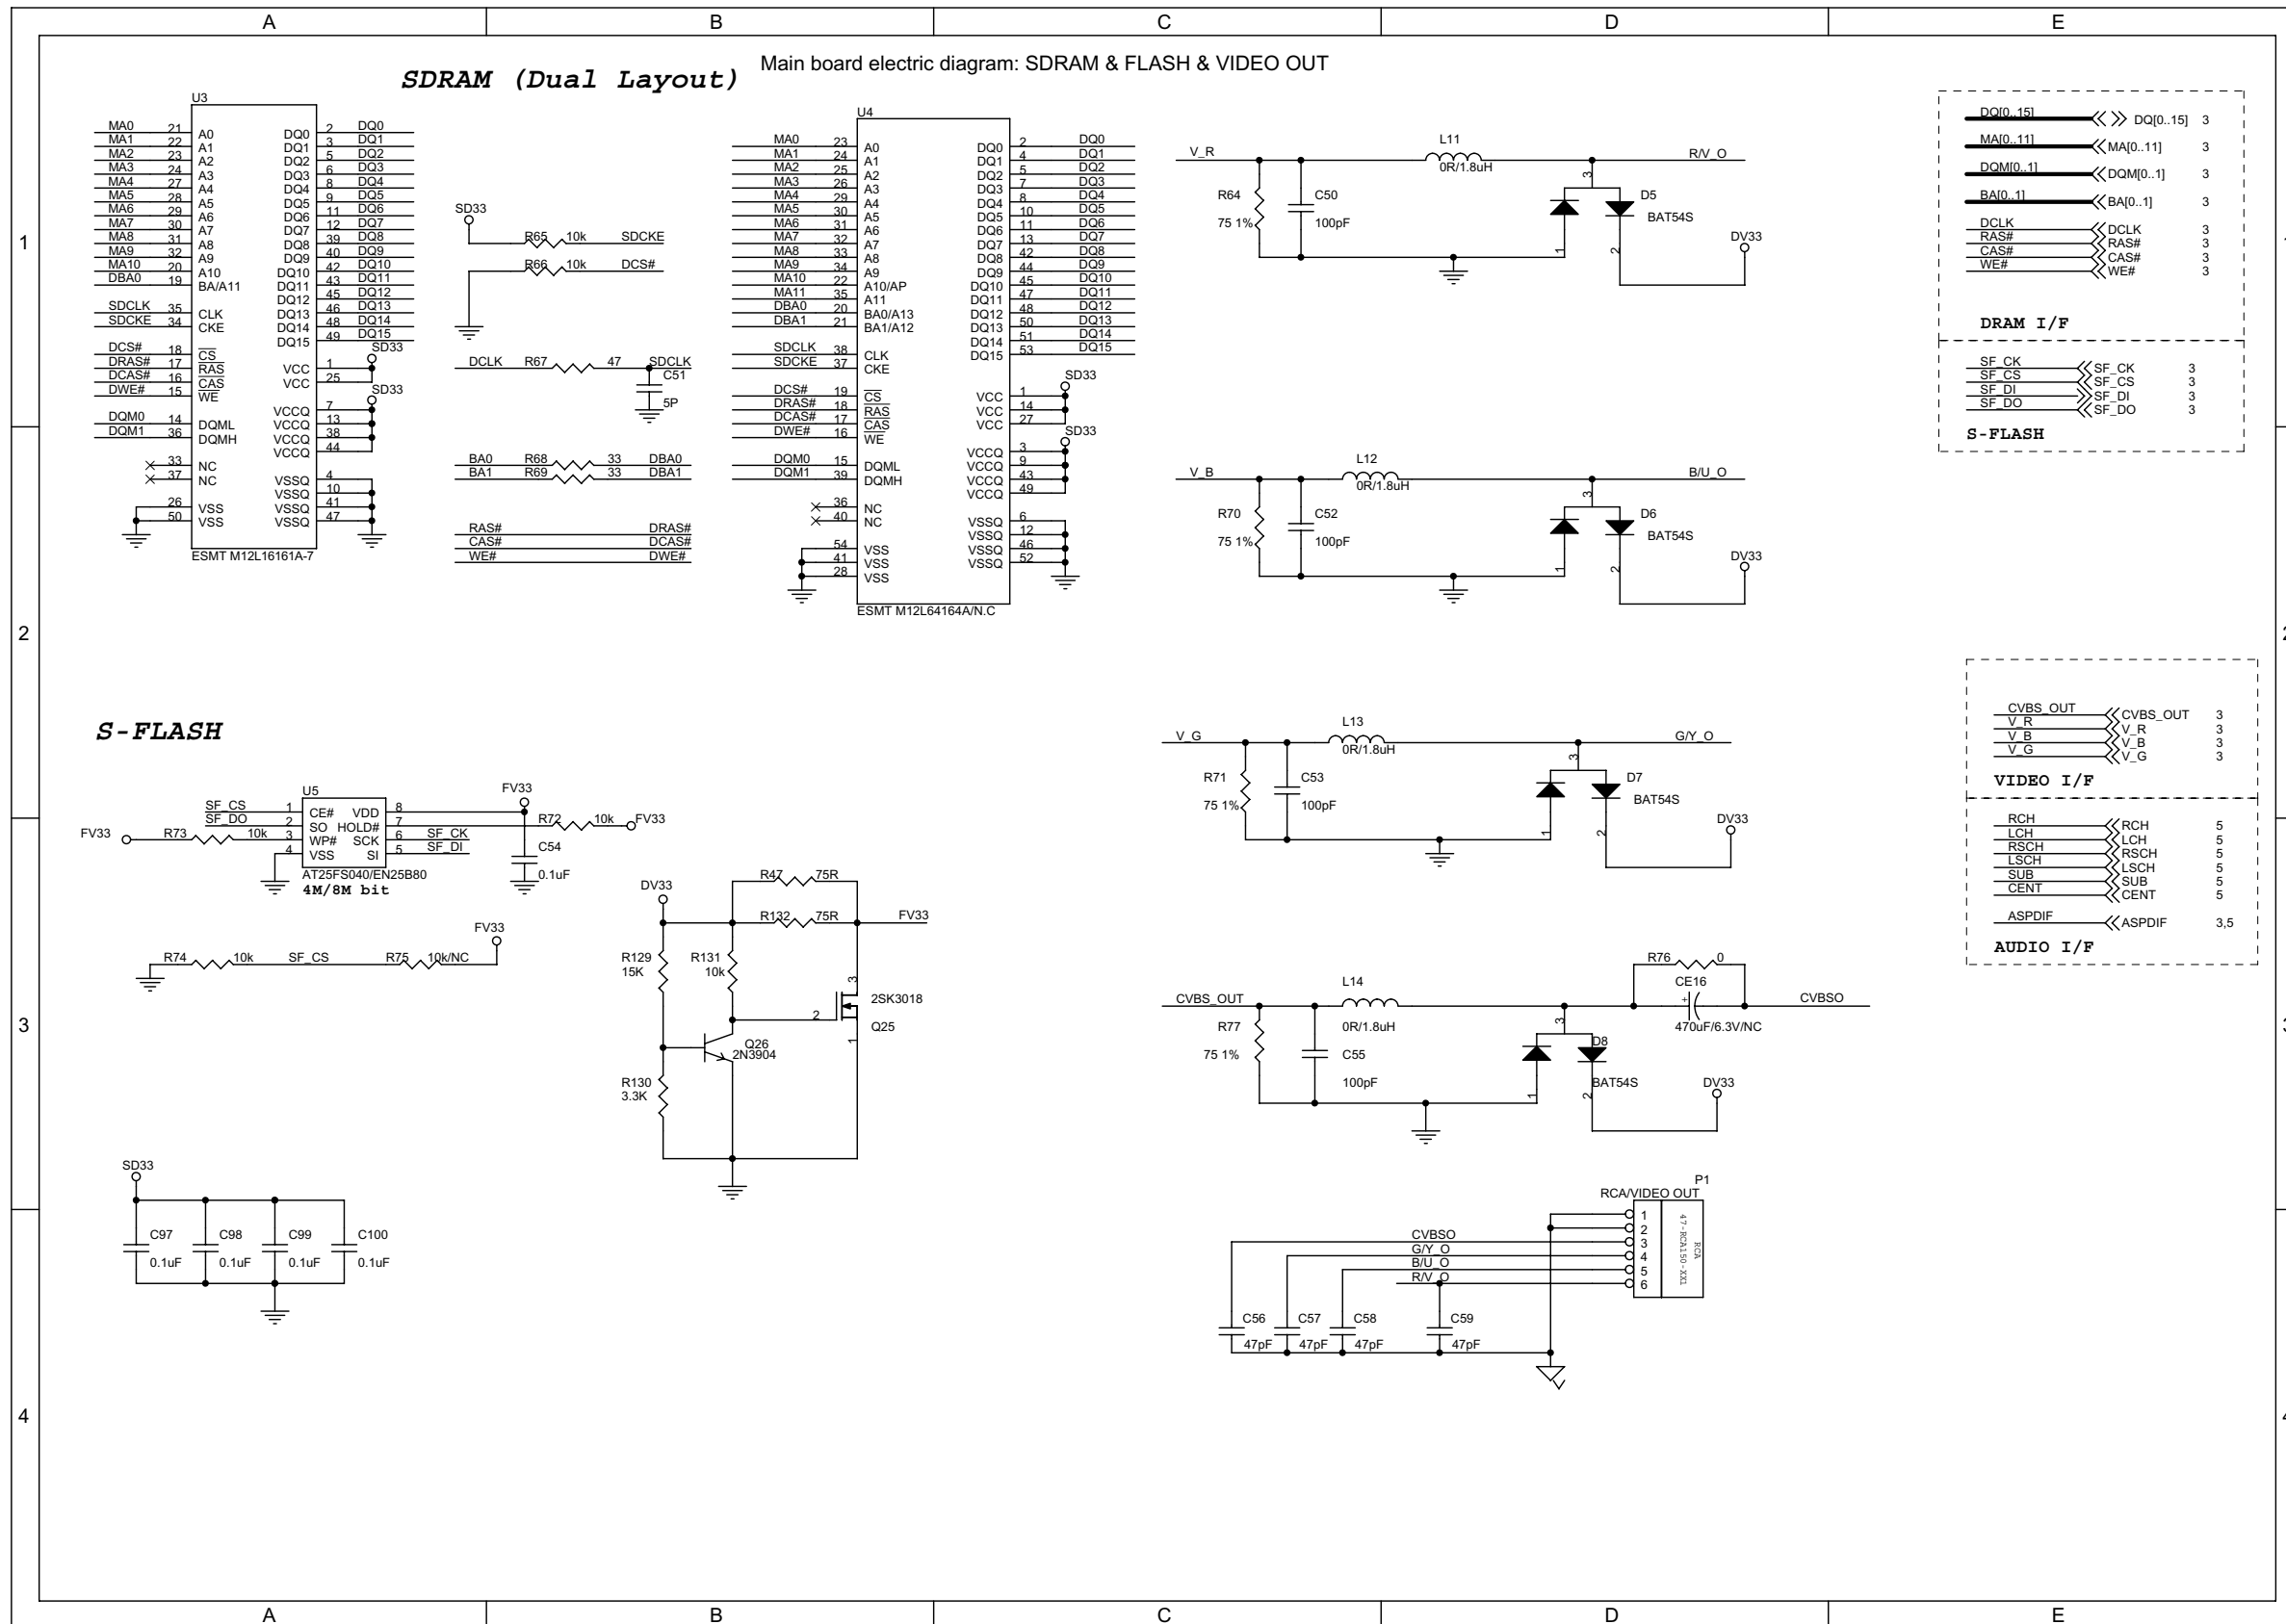 A B C D E
Main board electric diagram: SDRAM & FLASH & VIDEO OUT
SDRAM (Dual Layout)
U3
MA0 21 A0 DQ0 2 DQ0
MA1 22 A1 DQ1 3 DQ1
MA2 23 A2 DQ2 5 DQ2
MA3 24 A3 DQ3 6 DQ3
MA4 27 A4 DQ4 8 DQ4
MA5 28 A5 DQ5 9 DQ5
MA6 29 A6 DQ6 11 DQ6
MA7 30 A7 DQ7 12 DQ7
MA8 31 A8 DQ8 39 DQ8
MA9 32 A9 DQ9 40 DQ9
MA10 20 A10 DQ10 42 DQ10
DBA0 19 BA/A11 DQ11 43 DQ11
DQ12 45 DQ12
SDCLK 35 CLK DQ13 46 DQ13
SDCKE 34 CKE DQ14 48 DQ14
DQ15 49 DQ15
SD33
DCS# 18 CS
DRAS# 17 RAS VCC 1
DCAS# 16 CAS VCC 25
DWE# 15 WE
SD33
VCCQ 7
DQM0 14 DQML VCCQ 13
DQM1 36 DQMH VCCQ 38
VCCQ 44
33 NC
37 NC VSSQ 4
VSSQ 10
26 VSS VSSQ 41
50 VSS VSSQ 47
ESMT M12L16161A-7
SD33
R65 10k SDCKE
R66 10k DCS#
DCLK R67 47 SDCLK
C51
5P
BA0 R68 33 DBA0
BA1 R69 33 DBA1
RAS# DRAS#
CAS# DCAS#
WE# DWE#
U4
MA0 23 A0 DQ0 2 DQ0
MA1 24 A1 DQ1 4 DQ1
MA2 25 A2 DQ2 5 DQ2
MA3 26 A3 DQ3 7 DQ3
MA4 29 A4 DQ4 8 DQ4
MA5 30 A5 DQ5 10 DQ5
MA6 31 A6 DQ6 11 DQ6
MA7 32 A7 DQ7 13 DQ7
MA8 33 A8 DQ8 42 DQ8
MA9 34 A9 DQ9 44 DQ9
MA10 22 A10/AP DQ10 45 DQ10
MA11 35 A11 DQ11 47 DQ11
DBA0 20 BA0/A13 DQ12 48 DQ12
DBA1 21 BA1/A12 DQ13 50 DQ13
DQ14 51 DQ14
SDCLK 38 CLK DQ15 53 DQ15
SDCKE 37 CKE
SD33
DCS# 19 CS VCC 1
DRAS# 18 RAS VCC 14
DCAS# 17 CAS VCC 27
DWE# 16 WE
SD33
VCCQ 3
DQM0 15 DQML VCCQ 9
DQM1 39 DQMH VCCQ 43
VCCQ 49
36 NC
40 NC VSSQ 6
VSSQ 12
54 VSS VSSQ 46
41 VSS VSSQ 52
28 VSS
ESMT M12L64164A/N.C
V_R L11 R/V_O
0R/1.8uH
R64 C50 3 D5
75 1% 100pF BAT54S
1 2 DV33
V_B L12 B/U_O
0R/1.8uH
R70 C52 3 D6
75 1% 100pF BAT54S
1 2 DV33
V_G L13 G/Y_O
0R/1.8uH
R71 C53 3 D7
75 1% 100pF BAT54S
1 2 DV33
R76 0
CE16
CVBS_OUT L14 + CVBSO
470uF/6.3V/NC
R77 0R/1.8uH 3 D8
75 1% C55
100pF BAT54S
1 2 DV33
DQ[0..15] DQ[0..15] 3
MA[0..11] MA[0..11] 3
DQM[0..1] DQM[0..1] 3
BA[0..1] BA[0..1] 3
DCLK DCLK 3
RAS# RAS# 3
CAS# CAS# 3
WE# WE# 3
DRAM I/F
SF_CK SF_CK 3
SF_CS SF_CS 3
SF_DI SF_DI 3
SF_DO SF_DO 3
S-FLASH
CVBS_OUT CVBS_OUT 3
V_R V_R 3
V_B V_B 3
V_G V_G 3
VIDEO I/F
RCH RCH 5
LCH LCH 5
RSCH RSCH 5
LSCH LSCH 5
SUB SUB 5
CENT CENT 5
ASPDIF ASPDIF 3,5
AUDIO I/F
S-FLASH
U5 FV33
SF_CS 1 CE# VDD 8
SF_DO 2 SO HOLD# 7 R72 10k FV33
FV33 R73 10k 3 WP# SCK 6 SF_CK
4 VSS SI 5 SF_DI
AT25FS040/EN25B80
4M/8M bit
C54
0.1uF
FV33
R74 10k SF_CS R75 10k/NC
R47 75R
DV33
R132 75R FV33
R129 R131
15K 10k
3
2 2SK3018
Q25
1
Q26
2N3904
R130
3.3K
SD33
C97 C98 C99 C100
0.1uF 0.1uF 0.1uF 0.1uF
P1
RCA/VIDEO OUT
1
2
CVBSO 3
G/Y_O 4
B/U_O 5
R/V_O 6
RCA
47-RCA150-XX1
C56 C57 C58 C59
47pF 47pF 47pF 47pF
1
2
3
4
2
3
4
A B C D E